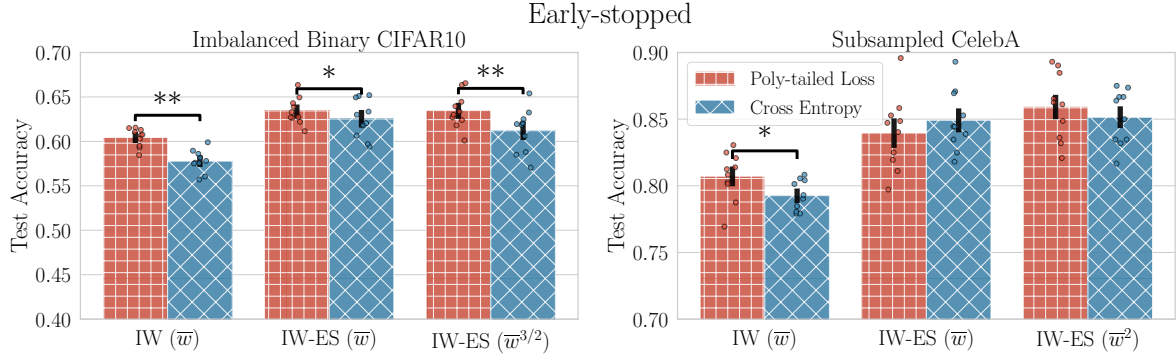 Early-stopped
Imbalanced Binary CIFAR10
Test Accuracy
0.70
0.65
0.60
0.55
0.50
0.45
0.40
**
*
**
IW (w̅)
IW-ES (w̅)
IW-ES (w̅^{3/2})
Subsampled CelebA
Test Accuracy
0.90
0.85
0.80
0.75
0.70
Poly-tailed Loss
Cross Entropy
*
IW (w̅)
IW-ES (w̅)
IW-ES (w̅²)